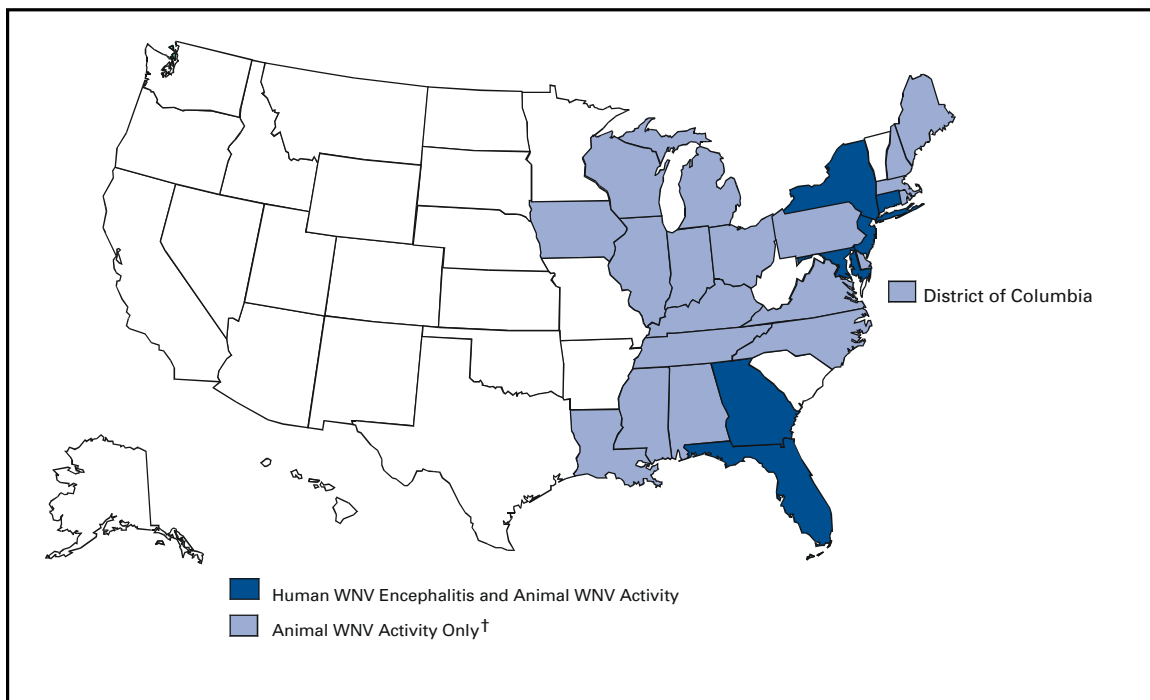 District of Columbia
Human WNV Encephalitis and Animal WNV Activity
Animal WNV Activity Only†